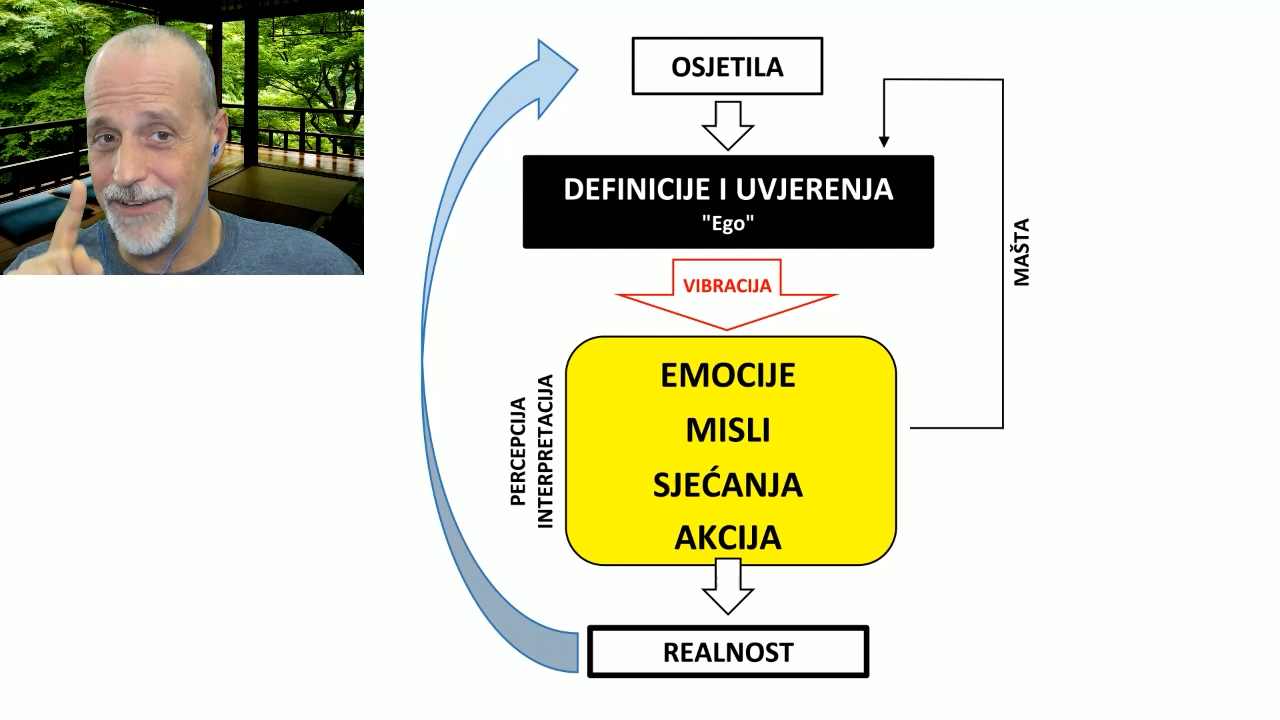 OSJETILA
DEFINICIJE I UVJERENJA
"Ego"
VIBRACIJA
MAŠTA
PERCEPCIJA
INTERPRETACIJA
EMOCIJE
MISLI
SJEĆANJA
AKCIJA
REALNOST